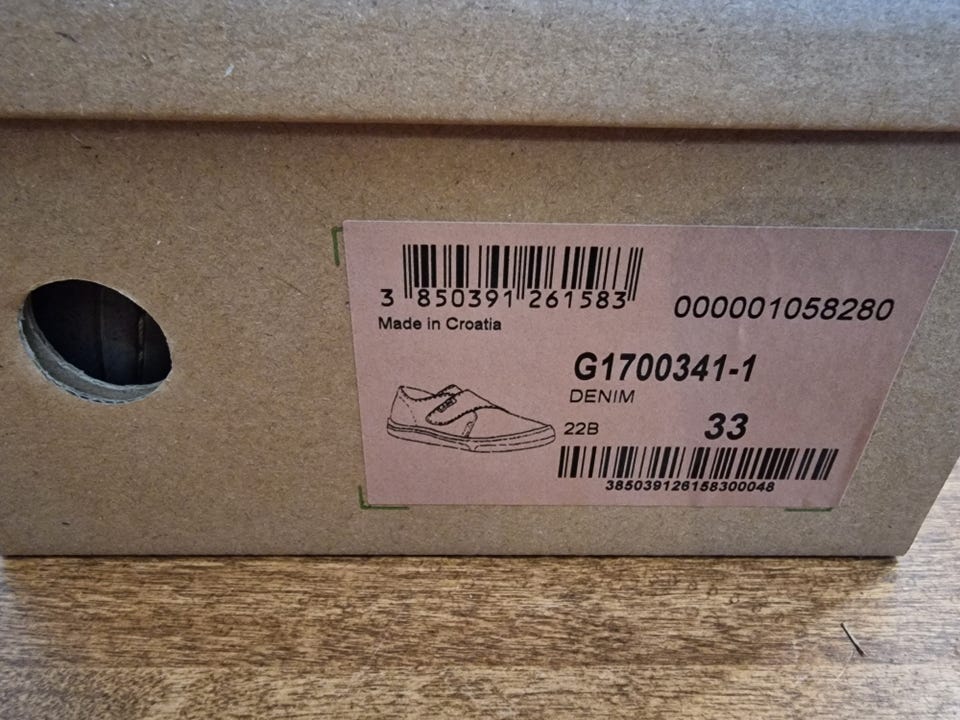 3 850391 261583
000001058280
Made in Croatia
G1700341-1
DENIM
22B
33
385039126158300048